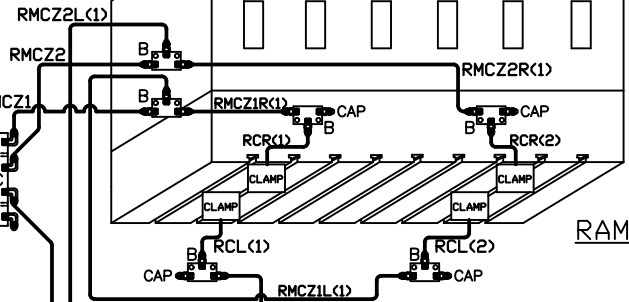 RMCZ2L(1)
RMCZ2
B
RMCZ2R(1)
B
RMCZ1R(1)
CAP
CAP
B
B
RCR(1)
RCR(2)
CLAMP
CLAMP
CLAMP
CLAMP
RAM
RCL(1)
RCL(2)
B
B
CAP
CAP
RMCZ1L(1)